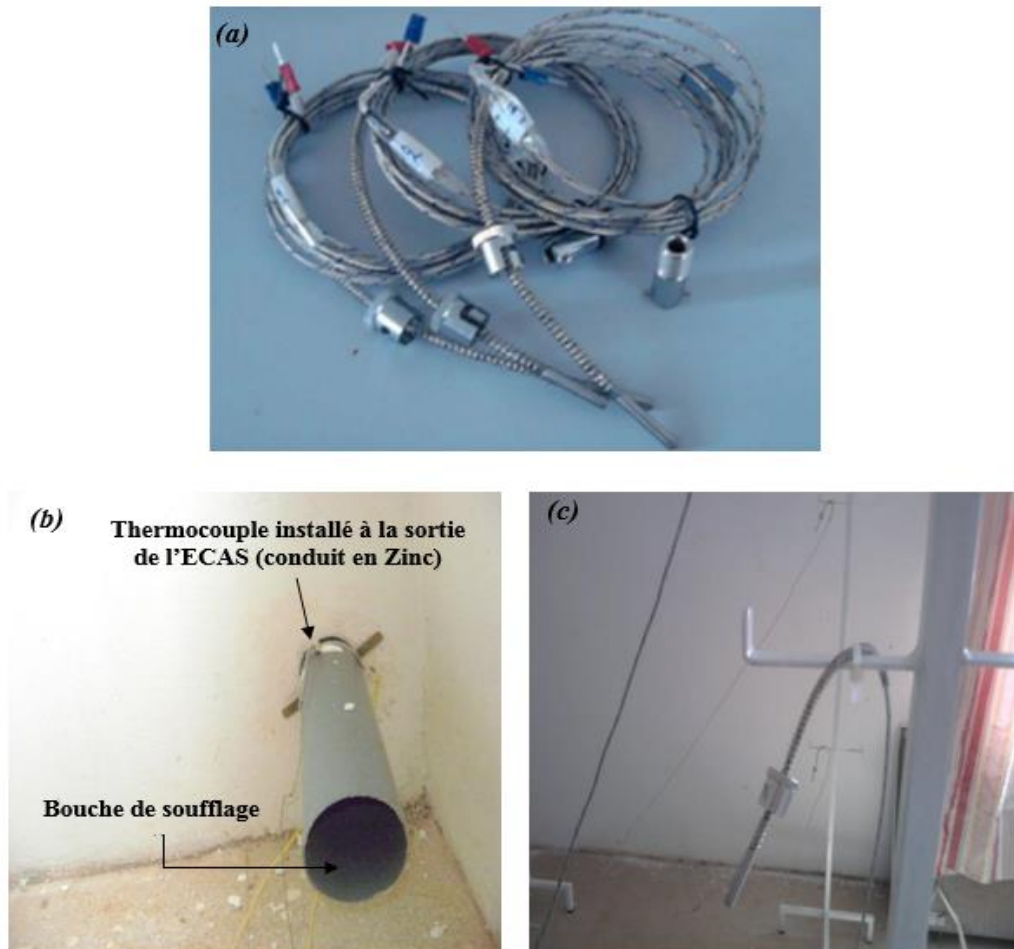 (a)
(b)
Thermocouple installé à la sortie
de l'ECAS (conduit en Zinc)
Bouche de soufflage
(c)